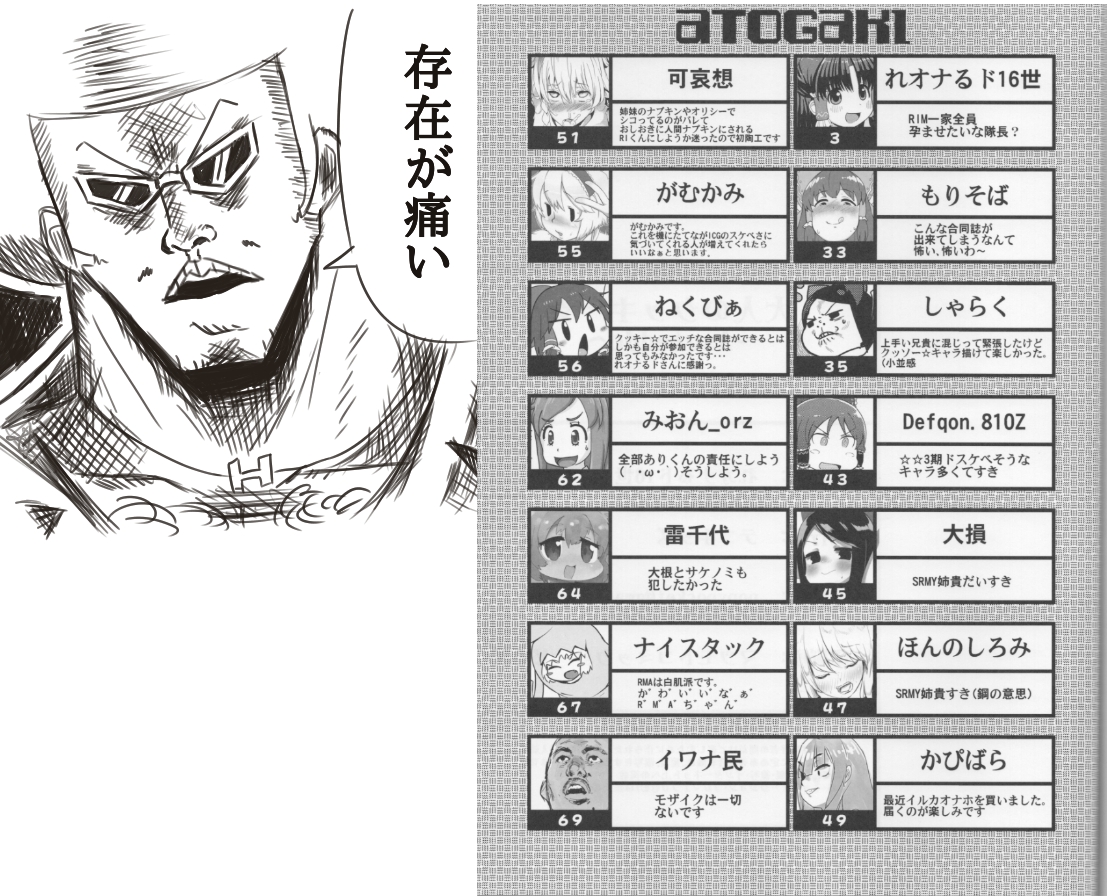 存在が痛い
H
aTOGaKI
れオナるド16世
RIM一家全員
孕ませたいな隊長?
3
もりそば
こんな合同誌が
出来てしまうなんて
怖い、怖いわ~
33
しゃらく
上手い兄貴に混じって緊張したけど
クッソー☆キャラ描けて楽しかった。
(小並感
35
Defqon.810Z
☆☆3期ドスケベそうな
キャラ多くてすき
43
大損
SRMY姉貴だいすき
45
ほんのしろみ
SRMY姉貴すき(鋼の意思)
47
かぴばら
最近イルカオナホを買いました。
届くのが楽しみです
49
可哀想
姉妹のナプキンやオリシーで
シコってるのがバレて
おしおきに人間ナプキンにされる
RIくんにしようか迷ったので初陶工です
51
がむかみ
がむかみです。
これを機にたてながICGのスケベさに
気づいてくれる人が増えてくれたら
いいなぁと思います。
55
ねくびぁ
クッキー☆でエッチな合同誌ができるとは
しかも自分が参加できるとは
思ってもみなかったです…
れオナるドさんに感謝っ。
56
みおん_orz
全部ありくんの責任にしよう
(´・ω・`)そうしよう。
62
雷千代
大根とサケノミも
犯したかった
64
ナイスタック
RMAは白肌派です。
か゛わ゛い゛い゛な゛ぁ゛
R゛M゛A゛ち゛ゃ゛ん゛
67
イワナ民
モザイクは一切
ないです
69